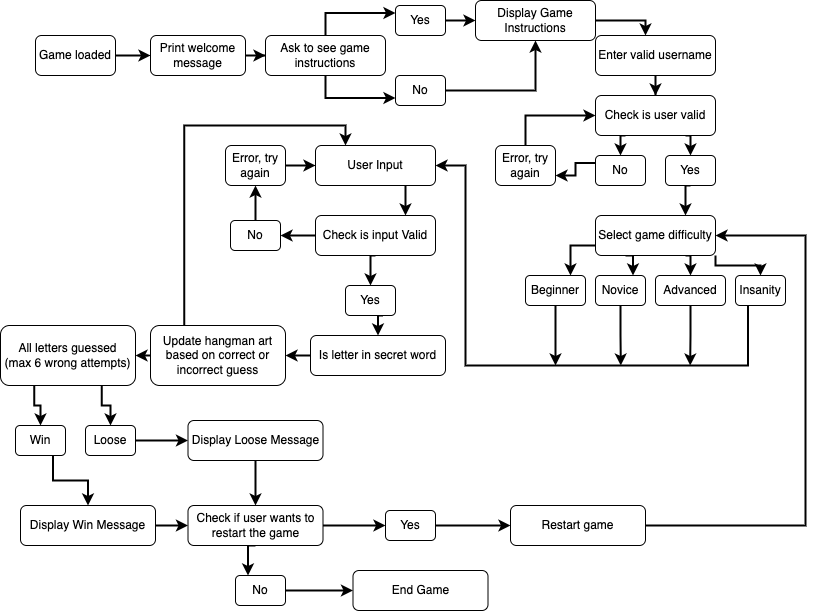 Game loaded
Print welcome
message
Ask to see game
instructions
Yes
No
Display Game
Instructions
Enter valid username
Check is user valid
Error, try
again
No
Yes
Select game difficulty
Beginner
Novice
Advanced
Insanity
User Input
Error, try
again
Check is input Valid
No
Yes
Is letter in secret word
Update hangman art
based on correct or
incorrect guess
All letters guessed
(max 6 wrong attempts)
Win
Loose
Display Loose Message
Display Win Message
Check if user wants to
restart the game
Yes
Restart game
No
End Game